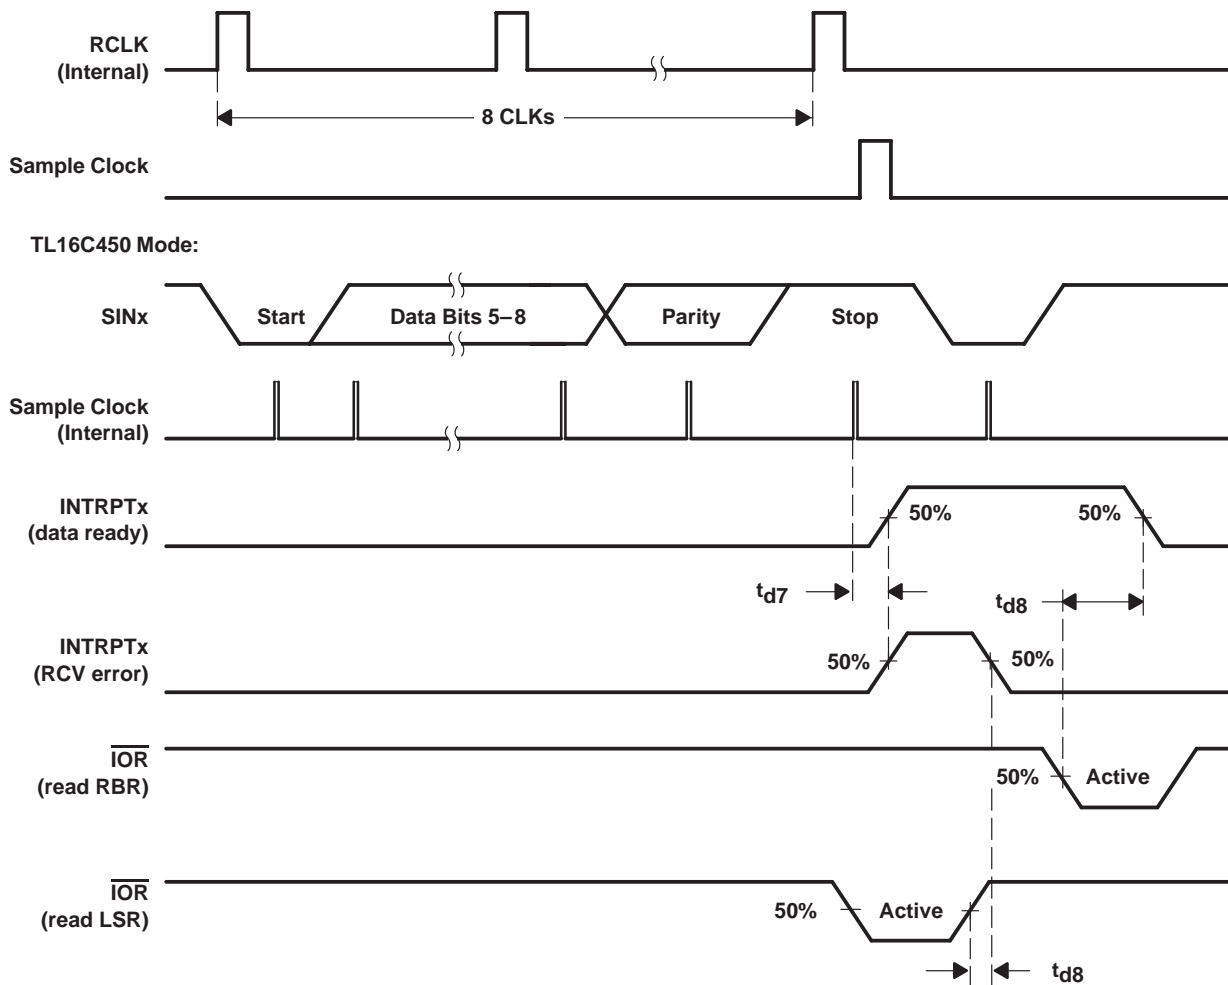 RCLK
(Internal)
8 CLKs
Sample Clock
TL16C450 Mode:
SINx
Start
Data Bits 5–8
Parity
Stop
Sample Clock
(Internal)
INTRPTx
(data ready)
50%
50%
td7
td8
INTRPTx
(RCV error)
50%
50%
IOR
(read RBR)
50%
Active
IOR
(read LSR)
50%
Active
td8